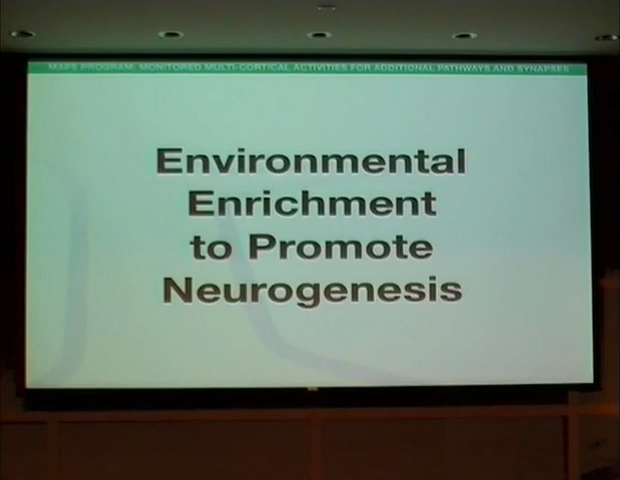 MAPS PROGRAM: MONITORED MULTI-CORTICAL ACTIVITIES FOR ADDITIONAL PATHWAYS AND SYNAPSES
Environmental
Enrichment
to Promote
Neurogenesis